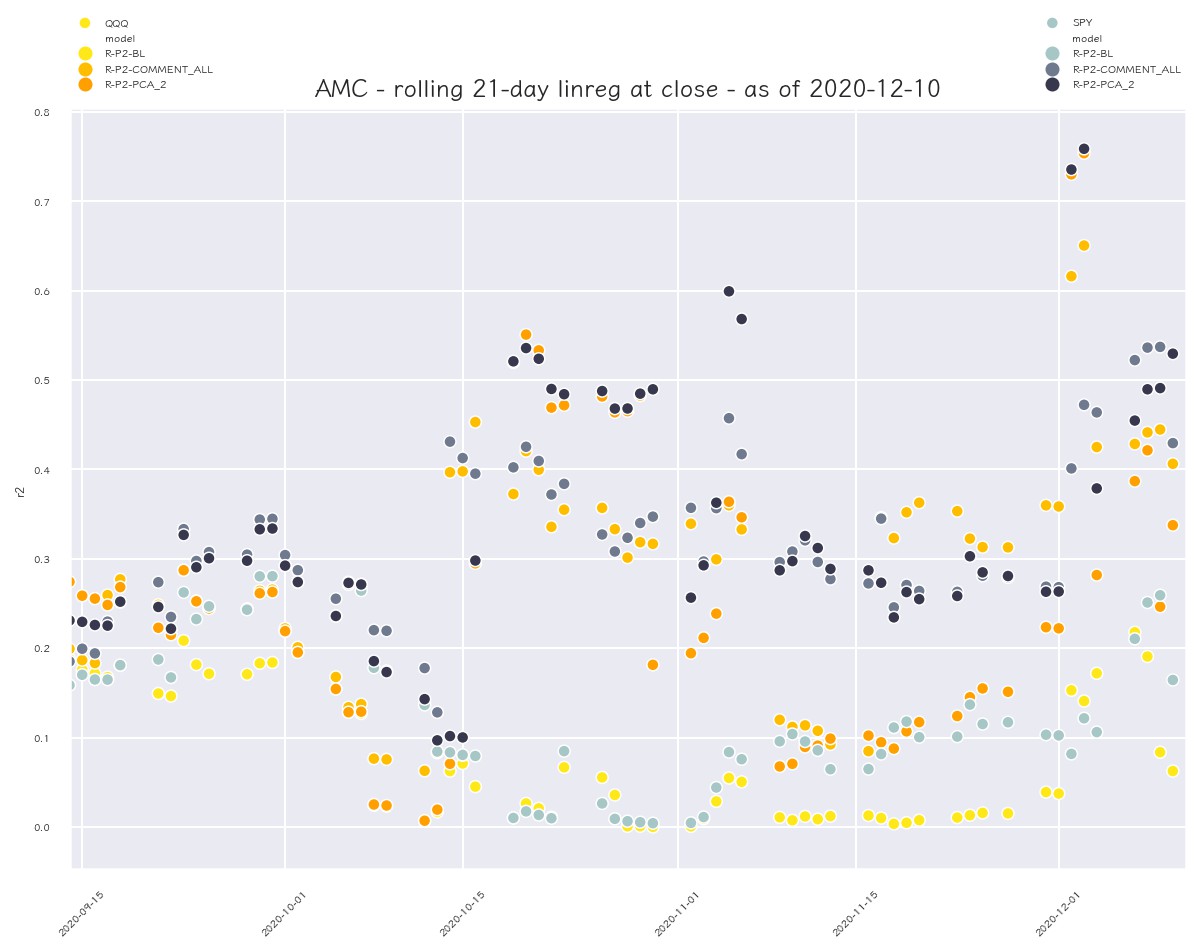 QQQ
model
R-P2-BL
R-P2-COMMENT_ALL
R-P2-PCA_2
SPY
model
R-P2-BL
R-P2-COMMENT_ALL
R-P2-PCA_2
AMC - rolling 21-day linreg at close - as of 2020-12-10
0.8
0.7
0.6
0.5
0.4
0.3
0.2
0.1
0.0
r2
2020-09-15
2020-10-01
2020-10-15
2020-11-01
2020-11-15
2020-12-01